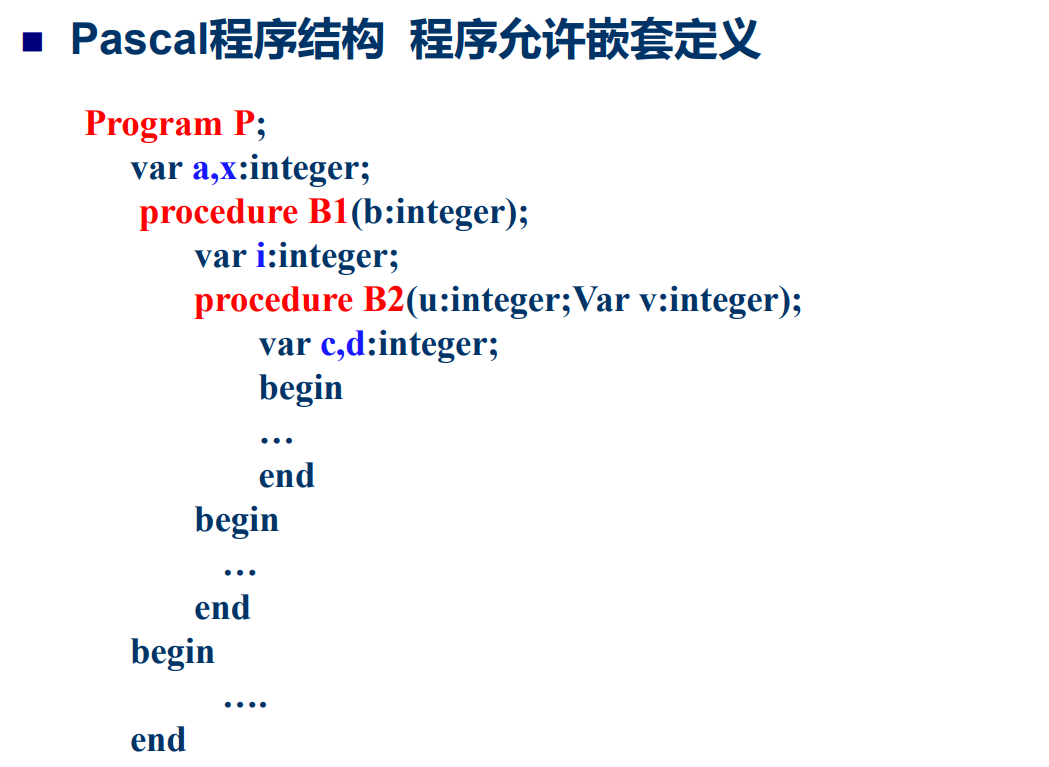 ■ Pascal程序结构 程序允许嵌套定义
Program P;
var a,x:integer;
procedure B1(b:integer);
var i:integer;
procedure B2(u:integer;Var v:integer);
var c,d:integer;
begin
…
end
begin
…
end
begin
….
end